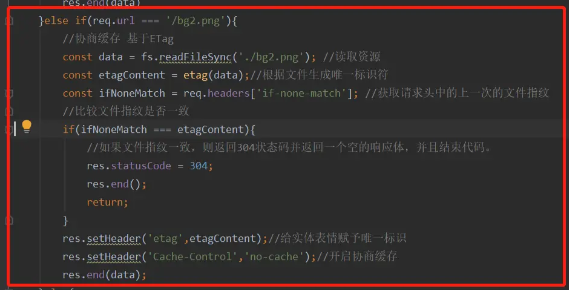 res.end(data)
}else if(req.url === '/bg2.png'){
//协商缓存 基于ETag
const data = fs.readFileSync('./bg2.png'); //读取资源
const etagContent = etag(data);//根据文件生成唯一标识符
const ifNoneMatch = req.headers['if-none-match']; //获取请求头中的上一次的文件指纹
//比较文件指纹是否一致
if(ifNoneMatch === etagContent){
//如果文件指纹一致，则返回304状态码并返回一个空的响应体，并且结束代码。
res.statusCode = 304;
res.end();
return;
}
res.setHeader('etag',etagContent);//给实体表情赋予唯一标识
res.setHeader('Cache-Control','no-cache');//开启协商缓存
res.end(data);